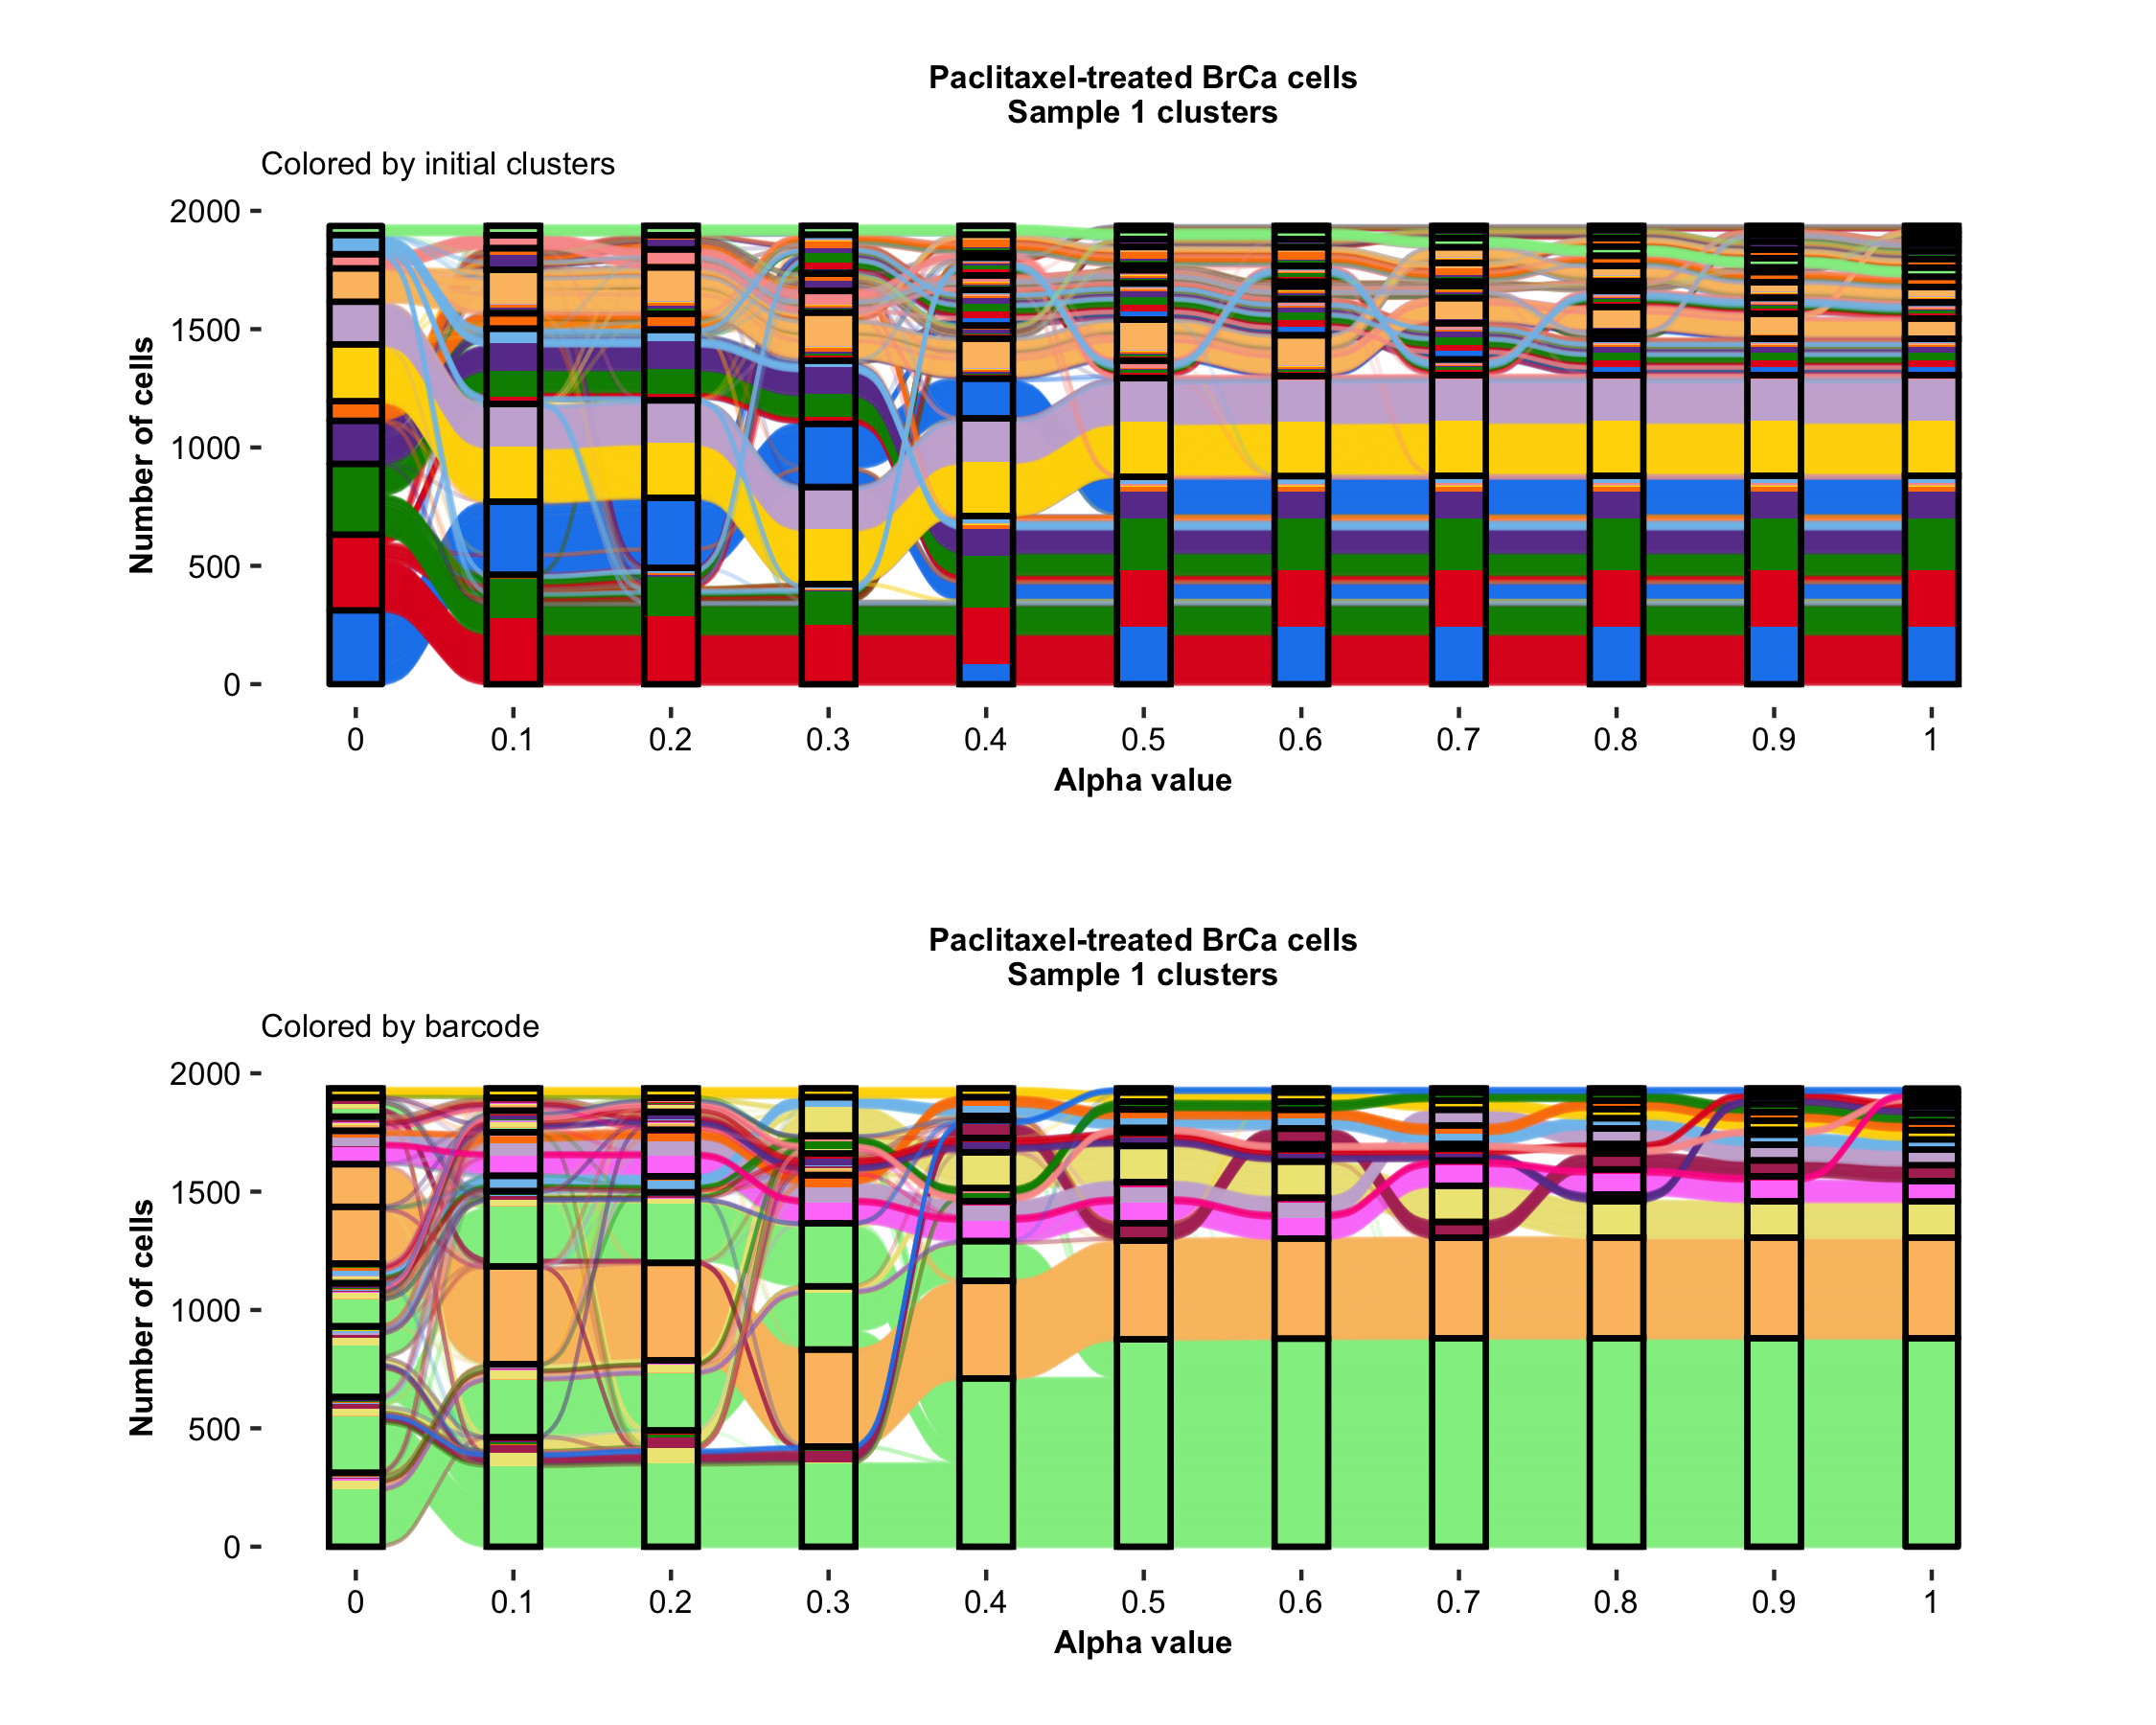 Paclitaxel-treated BrCa cells
Sample 1 clusters
Colored by initial clusters
Number of cells
2000
1500
1000
500
0
0 0.1 0.2 0.3 0.4 0.5 0.6 0.7 0.8 0.9 1
Alpha value
Paclitaxel-treated BrCa cells
Sample 1 clusters
Colored by barcode
Number of cells
2000
1500
1000
500
0
0 0.1 0.2 0.3 0.4 0.5 0.6 0.7 0.8 0.9 1
Alpha value